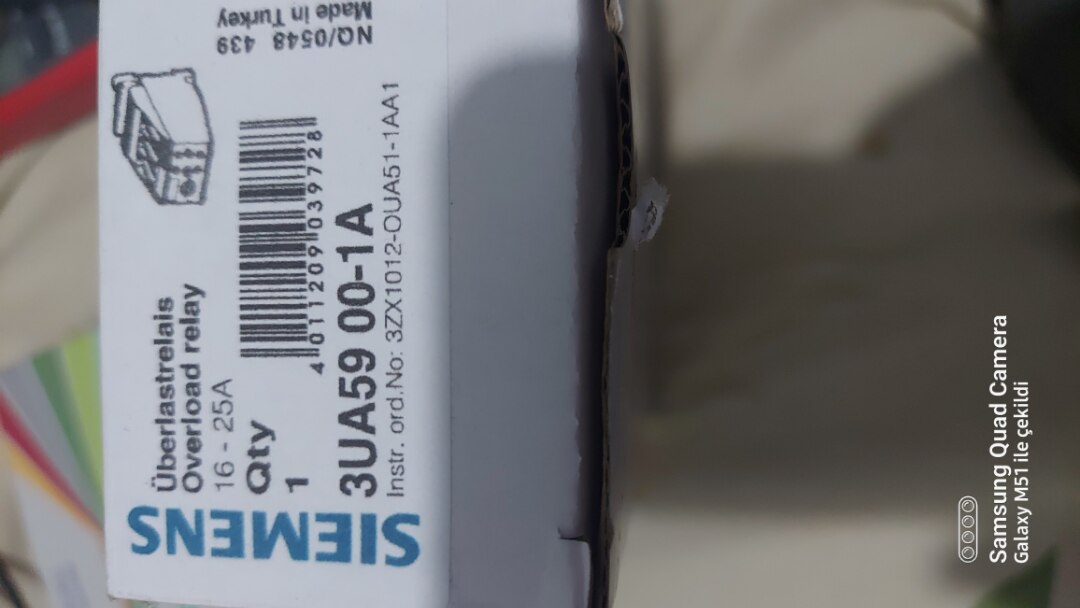 SIEMENS
Überlastrelais
Overload relay
16 - 25A
Qty
1
4 011209 039728
3UA59 00-1A
Instr. ord.No: 3ZX1012-OUA51-1AA1
NQ/0548 439
Made in Turkey
Samsung Quad Camera
Galaxy M51 ile çekildi